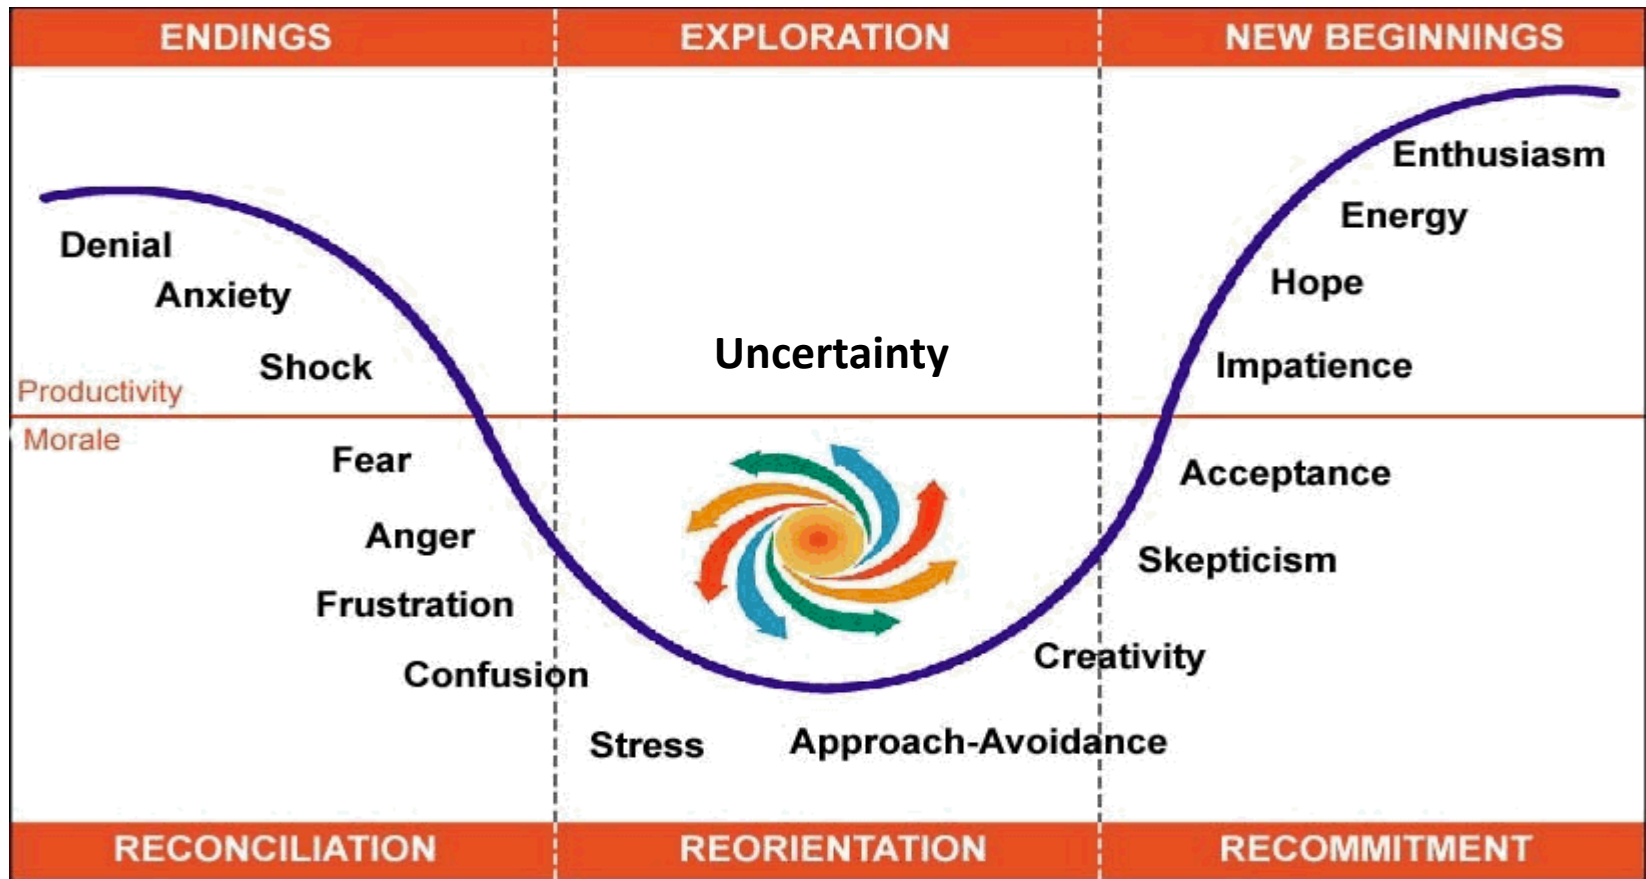 ENDINGS
EXPLORATION
NEW BEGINNINGS
Denial
Anxiety
Shock
Productivity
Morale
Fear
Anger
Frustration
Confusion
Stress
Uncertainty
Approach-Avoidance
Creativity
Skepticism
Acceptance
Impatience
Hope
Energy
Enthusiasm
RECONCILIATION
REORIENTATION
RECOMMITMENT